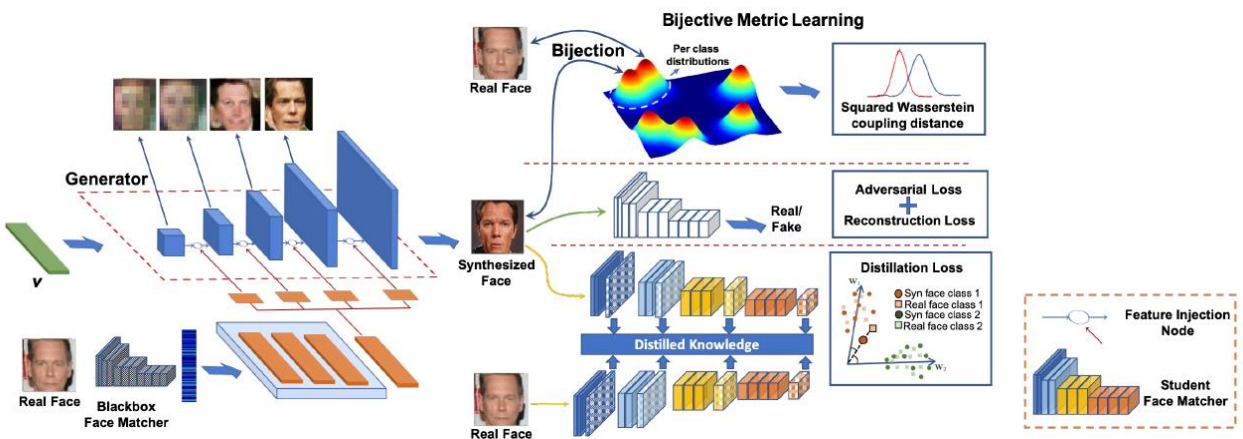 Bijective Metric Learning
Bijection
Per class
distributions
Real Face
Squared Wasserstein
coupling distance
Generator
v
Synthesized
Face
Real/
Fake
Adversarial Loss
+
Reconstruction Loss
Distillation Loss
W₁
Syn face class 1
Real face class 1
Syn face class 2
Real face class 2
W₂
Distilled Knowledge
Real Face
Blackbox
Face Matcher
Real Face
Feature Injection
Node
Student
Face Matcher